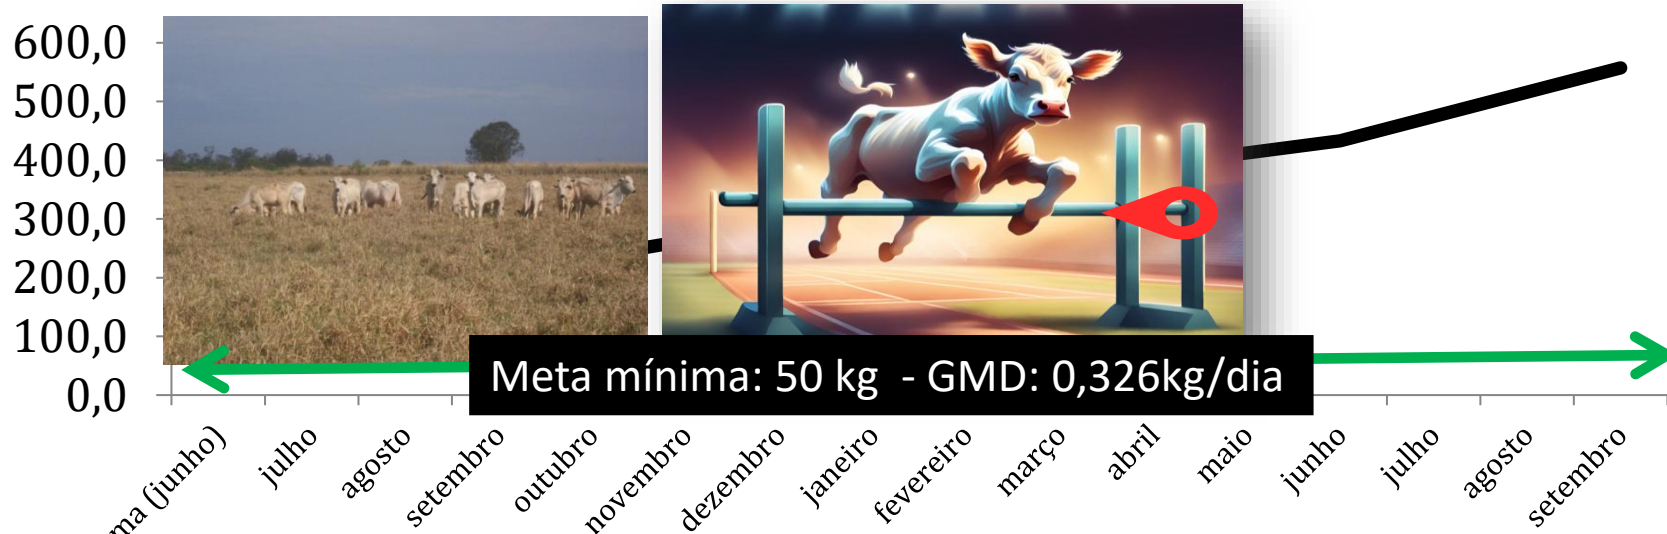 600,0
500,0
400,0
300,0
200,0
100,0
0,0
Meta mínima: 50 kg - GMD: 0,326kg/dia
(junho)
julho
agosto
setembro
outubro
novembro
dezembro
janeiro
fevereiro
março
abril
maio
junho
julho
agosto
setembro